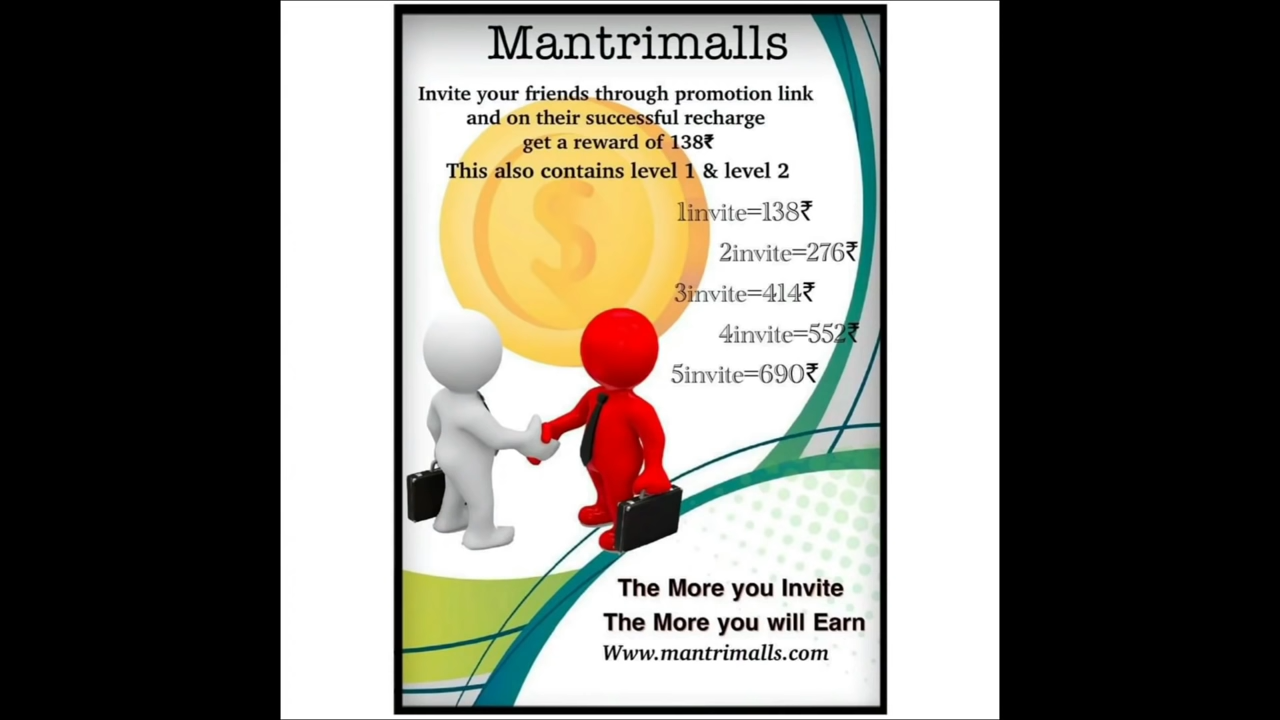 Mantrimalls
Invite your friends through promotion link
and on their successful recharge
get a reward of 138₹
This also contains level 1 & level 2
1invite=138₹
2invite=276₹
3invite=414₹
4invite=552₹
5invite=690₹
The More you Invite
The More you will Earn
Www.mantrimalls.com